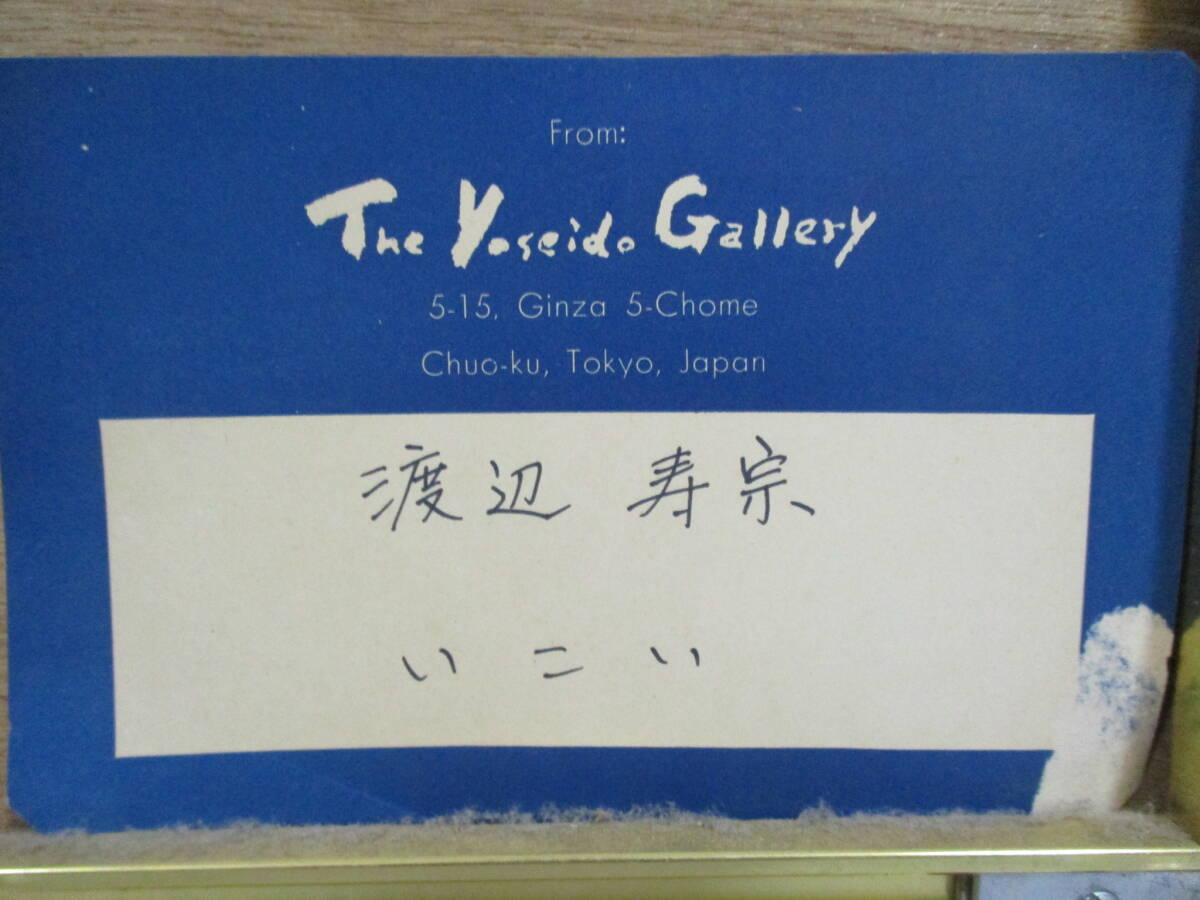 From:
The Yoseido Gallery
5-15, Ginza 5-Chome
Chuo-ku, Tokyo, Japan
渡辺 寿宗
いこい